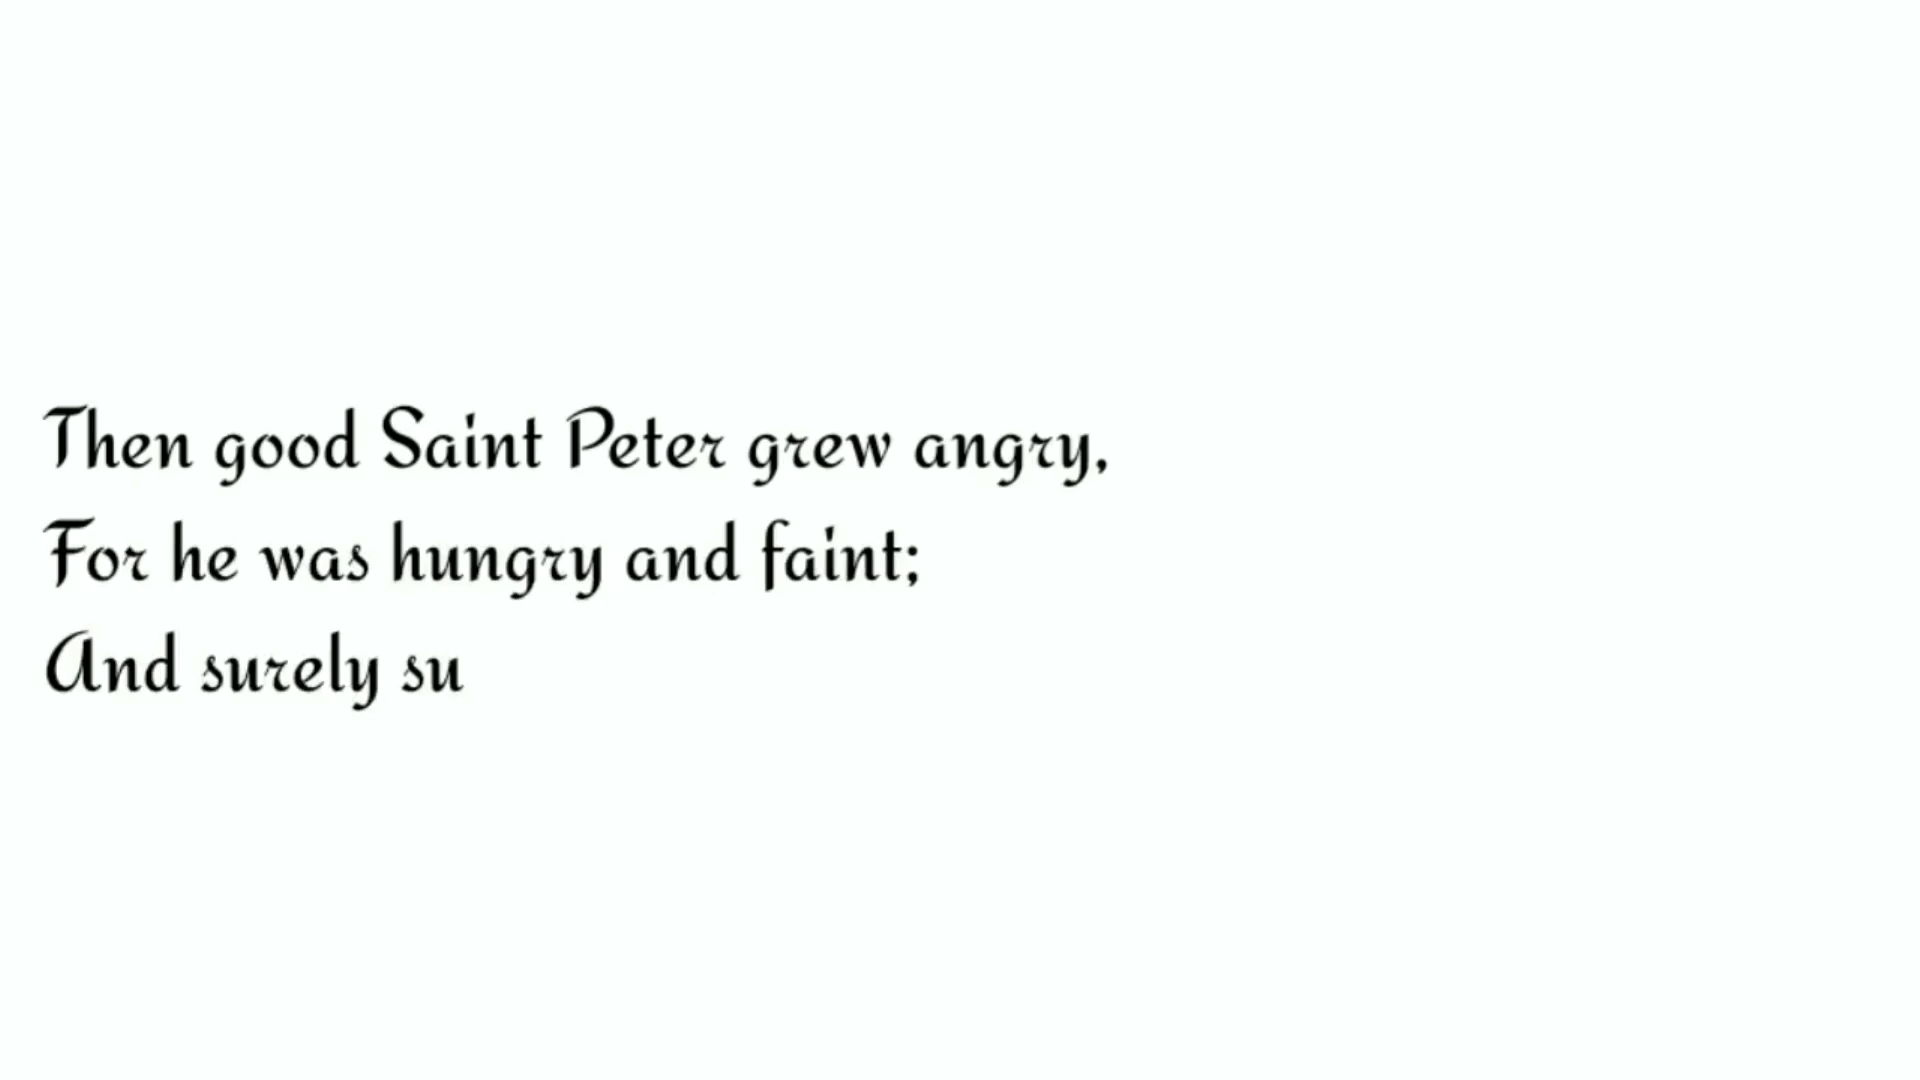 Then good Saint Peter grew angry,
For he was hungry and faint;
And surely su